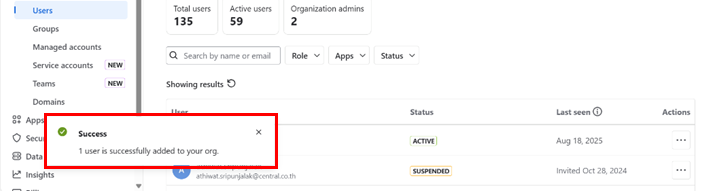 Users
Groups
Managed accounts
Service accounts NEW
Teams NEW
Domains
Apps
Secu
Data
Insights
Total users
135
Active users
59
Organization admins
2
Search by name or email
Role
Apps
Status
Showing results
User Status Last seen Actions
ACTIVE Aug 18, 2025
SUSPENDED Invited Oct 28, 2024
athiwat.sripunjalak@central.co.th
Success
1 user is successfully added to your org.